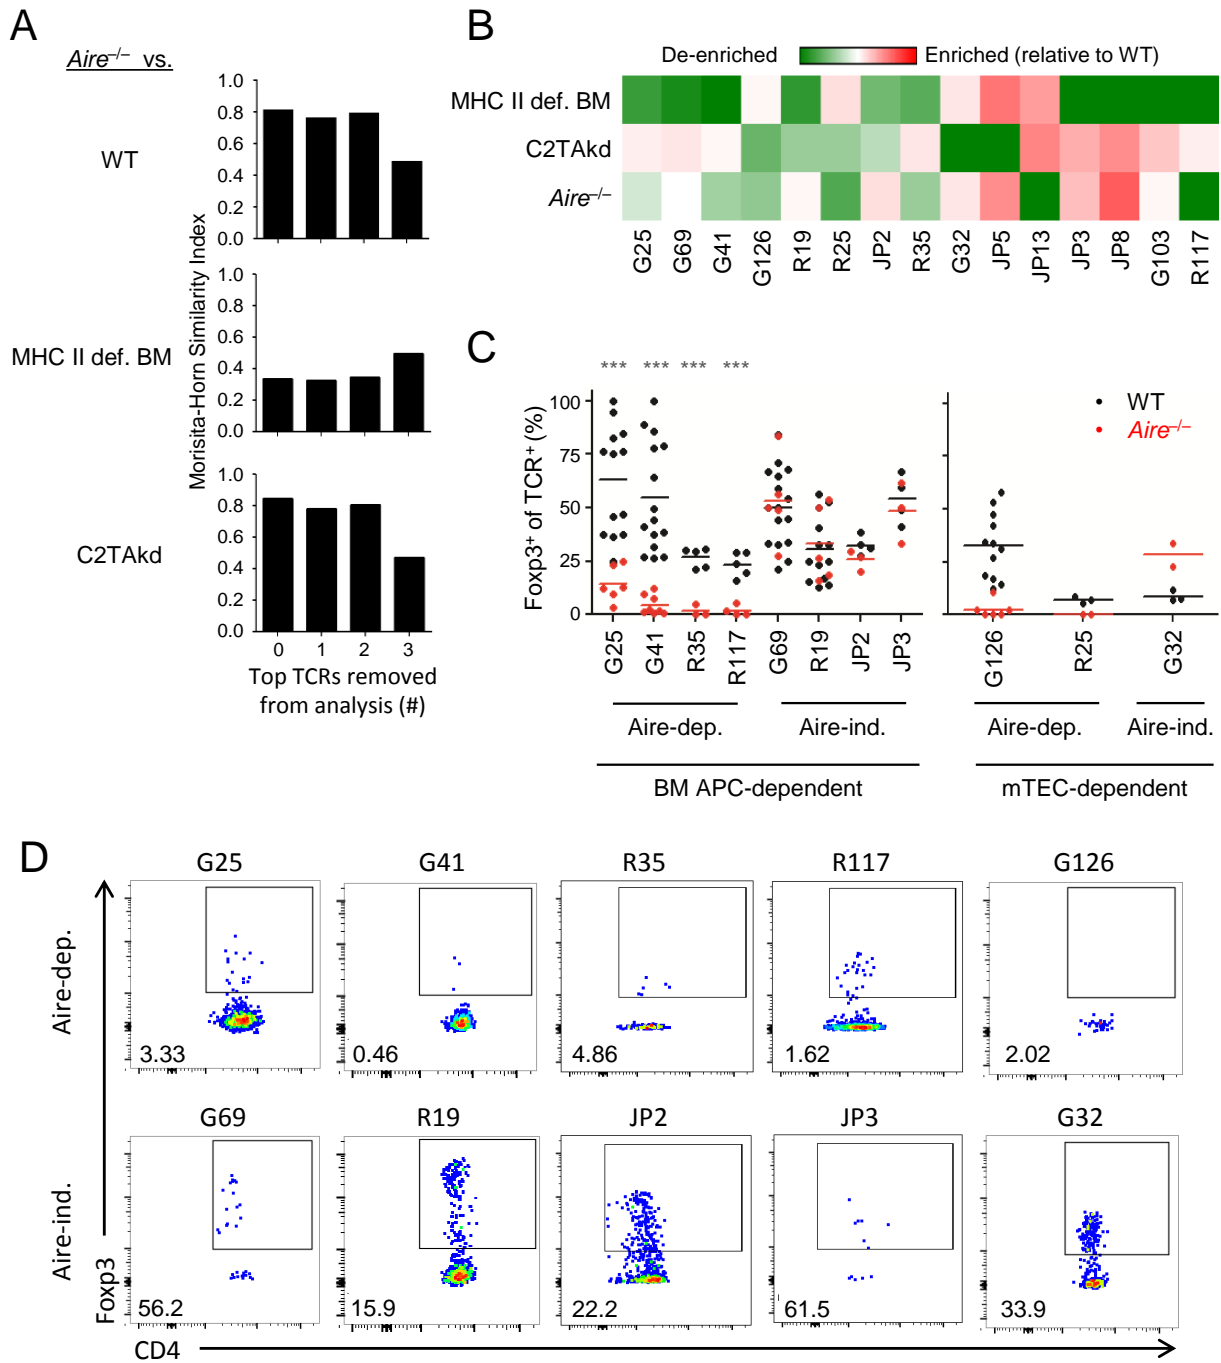 A
Aire–/– vs.
Morisita-Horn Similarity Index
WT
1.0
0.8
0.6
0.4
0.2
0.0
MHC II def. BM
1.0
0.8
0.6
0.4
0.2
0.0
C2TAkd
1.0
0.8
0.6
0.4
0.2
0.0
0 1 2 3
Top TCRs removed
from analysis (#)
B
De-enriched Enriched (relative to WT)
MHC II def. BM
C2TAkd
Aire–/–
G25 G69 G41 G126 R19 R25 JP2 R35 G32 JP5 JP13 JP3 JP8 G103 R117
C
*** *** *** ***
Foxp3+ of TCR+ (%)
100
75
50
25
0
WT
Aire–/–
G25 G41 R35 R117 G69 R19 JP2 JP3 G126 R25 G32
Aire-dep. Aire-ind. Aire-dep. Aire-ind.
BM APC-dependent mTEC-dependent
D
G25 G41 R35 R117 G126
Aire-dep.
3.33 0.46 4.86 1.62 2.02
G69 R19 JP2 JP3 G32
Aire-ind.
56.2 15.9 22.2 61.5 33.9
Foxp3
CD4